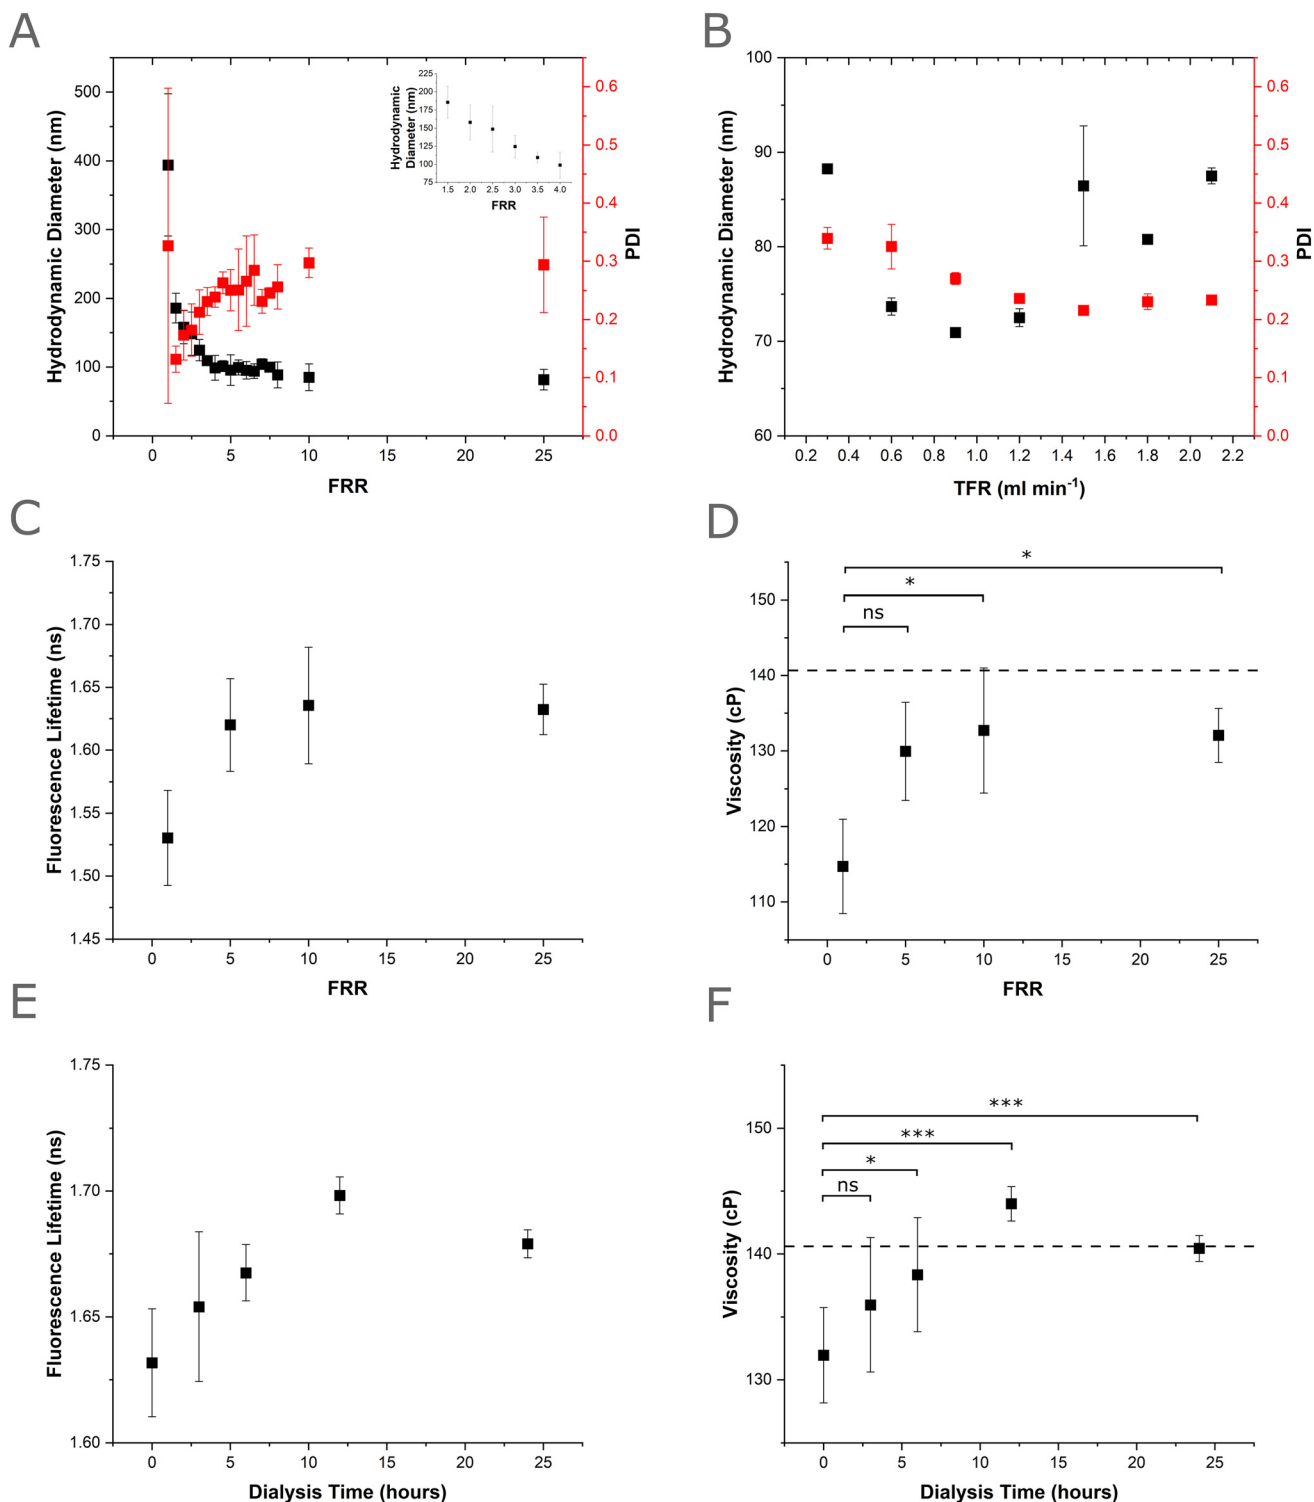 A
Hydrodynamic Diameter (nm)
500
400
300
200
100
0
0 5 10 15 20 25
FRR
0.6
0.5
0.4
0.3
0.2
0.1
0.0
PDI
Hydrodynamic
Diameter (nm)
225
200
175
150
125
100
75
1.5 2.0 2.5 3.0 3.5 4.0
FRR
B
Hydrodynamic Diameter (nm)
100
90
80
70
60
0.2 0.4 0.6 0.8 1.0 1.2 1.4 1.6 1.8 2.0 2.2
TFR (ml min⁻¹)
0.6
0.5
0.4
0.3
0.2
0.1
0.0
PDI
C
Fluorescence Lifetime (ns)
1.75
1.70
1.65
1.60
1.55
1.50
1.45
0 5 10 15 20 25
FRR
D
Viscosity (cP)
150
140
130
120
110
*
*
ns
0 5 10 15 20 25
FRR
E
Fluorescence Lifetime (ns)
1.75
1.70
1.65
1.60
0 5 10 15 20 25
Dialysis Time (hours)
F
Viscosity (cP)
150
140
130
***
***
*
ns
0 5 10 15 20 25
Dialysis Time (hours)